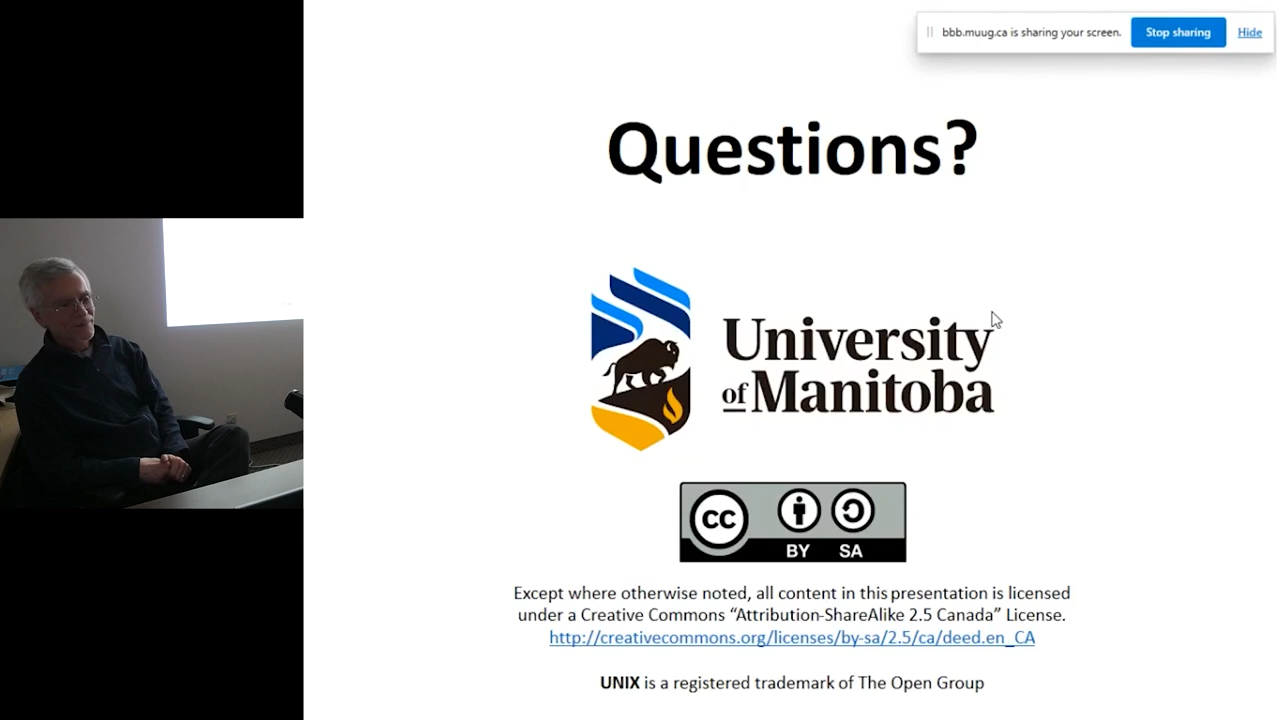 bbb.muug.ca is sharing your screen. Stop sharing Hide
Questions?
University
of Manitoba
CC BY SA
Except where otherwise noted, all content in this presentation is licensed
under a Creative Commons “Attribution-ShareAlike 2.5 Canada” License.
http://creativecommons.org/licenses/by-sa/2.5/ca/deed.en_CA
UNIX is a registered trademark of The Open Group